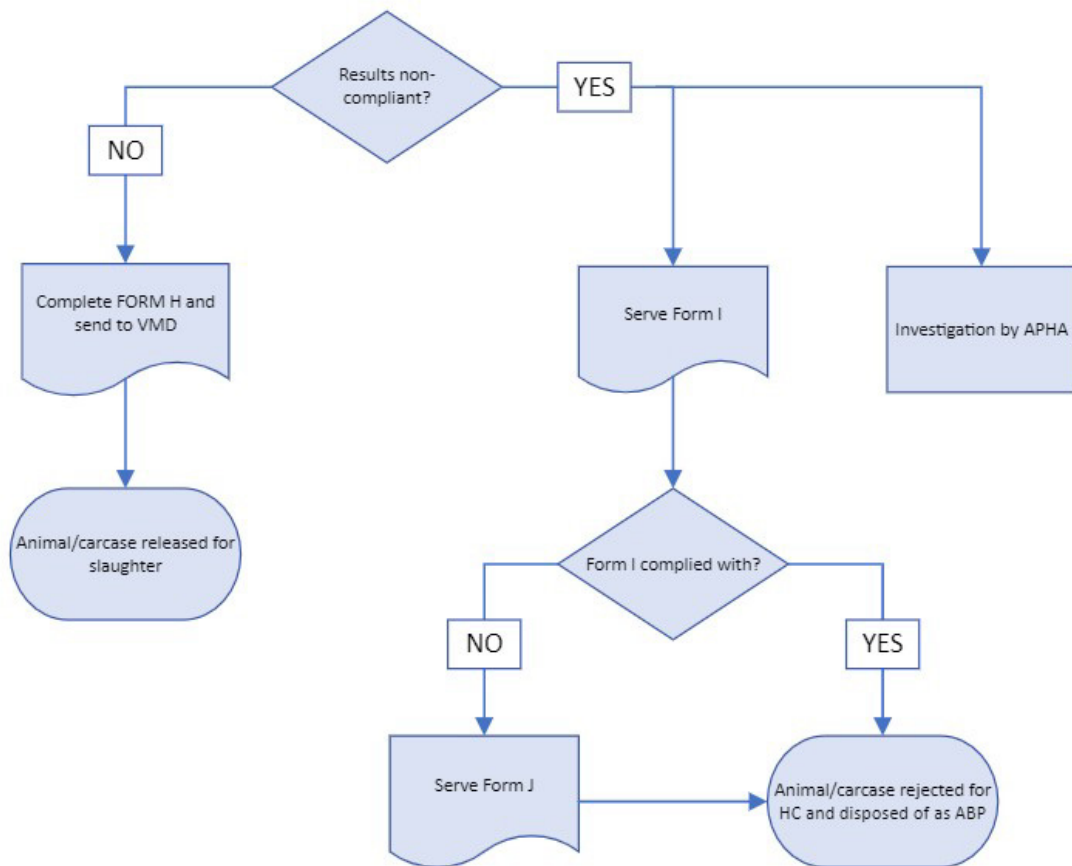 Results non-
compliant?
YES
NO
Complete FORM H and
send to VMD
Serve Form I
Investigation by APHA
Animal/carcase released for
slaughter
Form I complied with?
NO
YES
Serve Form J
Animal/carcase rejected for
HC and disposed of as ABP